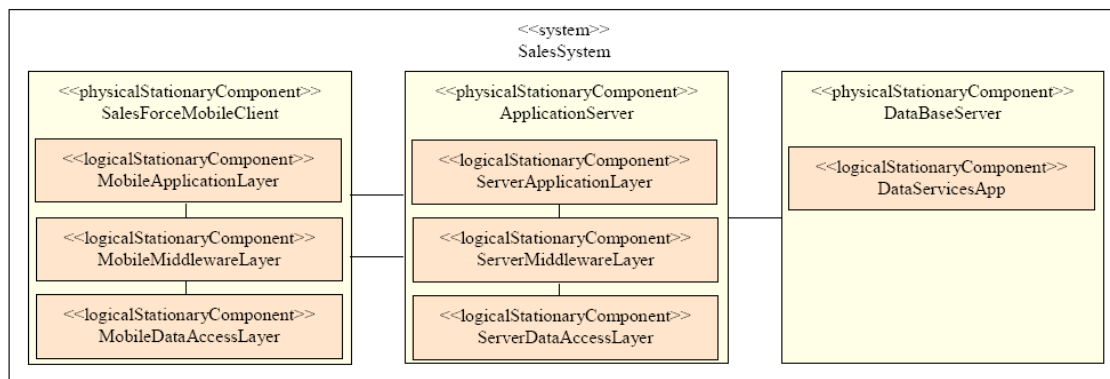 <<system>>
SalesSystem
<<physicalStationaryComponent>>
SalesForceMobileClient
<<logicalStationaryComponent>>
MobileApplicationLayer
<<logicalStationaryComponent>>
MobileMiddlewareLayer
<<logicalStationaryComponent>>
MobileDataAccessLayer
<<physicalStationaryComponent>>
ApplicationServer
<<logicalStationaryComponent>>
ServerApplicationLayer
<<logicalStationaryComponent>>
ServerMiddlewareLayer
<<logicalStationaryComponent>>
ServerDataAccessLayer
<<physicalStationaryComponent>>
DataBaseServer
<<logicalStationaryComponent>>
DataServicesApp